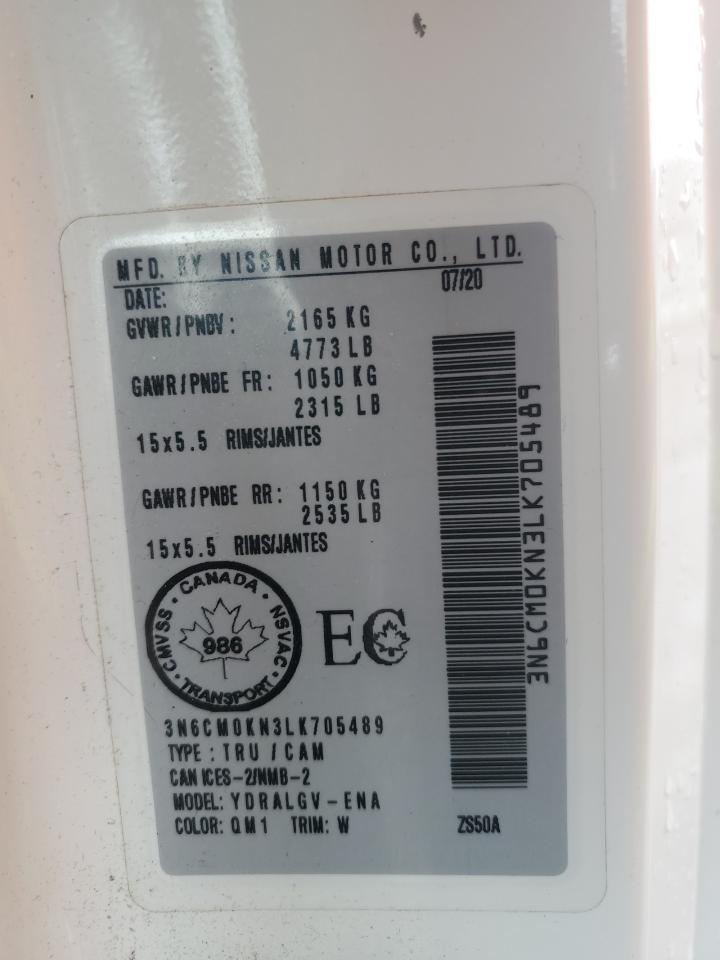 MFD. BY NISSAN MOTOR CO., LTD.
DATE: 07/20
GVWR/PNBV: 2165 KG
4773 LB
GAWR/PNBE FR: 1050 KG
2315 LB
15x5.5 RIMS/JANTES
GAWR/PNBE RR: 1150 KG
2535 LB
15x5.5 RIMS/JANTES
CANADA · NSVAC · TRANSPORT · CMVSS ·
986
EC
3N6CM0KN3LK705489
TYPE: TRU / CAM
CAN ICES-2/NMB-2
MODEL: YDRALGV-ENA
COLOR: QM1 TRIM: W ZS50A
3N6CM0KN3LK705489